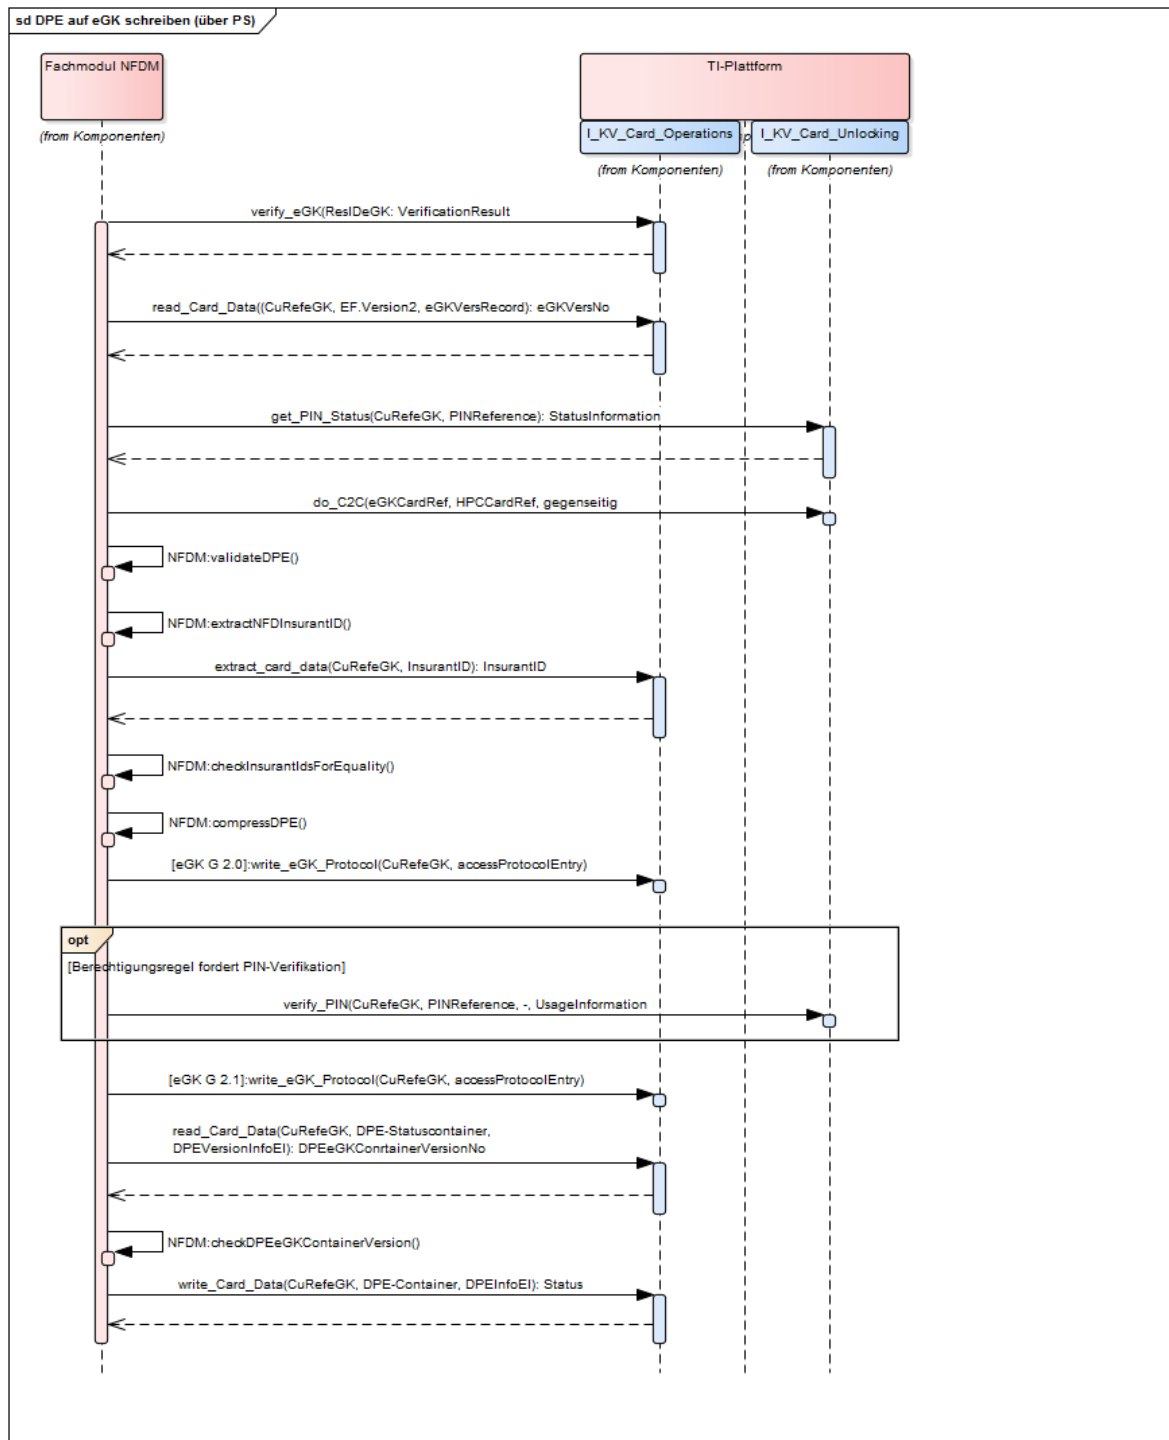 sd DPE auf eGK schreiben (über PS)
Fachmodul NFDM
TI-Plattform
(from Komponenten)
I_KV_Card_Operations
I_KV_Card_Unlocking
(from Komponenten)
(from Komponenten)
verify_eGK(ResIDeGK: VerificationResult
read_Card_Data((CuRefeGK, EF.Version2, eGKVersRecord): eGKVersNo
get_PIN_Status(CuRefeGK, PINReference): StatusInformation
do_C2C(eGKCardRef, HPCCardRef, gegenseitig
NFDM:validateDPE()
NFDM:extractNFDInsurantID()
extract_card_data(CuRefeGK, InsurantID): InsurantID
NFDM:checkInsurantIdsForEquality()
NFDM:compressDPE()
[eGK G 2.0]:write_eGK_Protocol(CuRefeGK, accessProtocolEntry)
opt
[Berechtigungsregel fordert PIN-Verifikation]
verify_PIN(CuRefeGK, PINReference, -, UsageInformation
[eGK G 2.1]:write_eGK_Protocol(CuRefeGK, accessProtocolEntry)
read_Card_Data(CuRefeGK, DPE-Statuscontainer,
DPEVersionInfoEI): DPEeGKConrtainerVersionNo
NFDM:checkDPEeGKContainerVersion()
write_Card_Data(CuRefeGK, DPE-Container, DPEInfoEI): Status